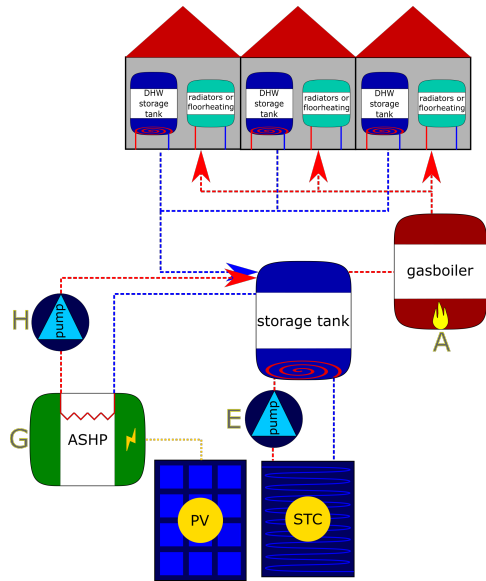 DHW
storage
tank
radiators or
floorheating
DHW
storage
tank
radiators or
floorheating
DHW
storage
tank
radiators or
floorheating
gasboiler
A
storage tank
H
pump
E
pump
G
ASHP
PV
STC